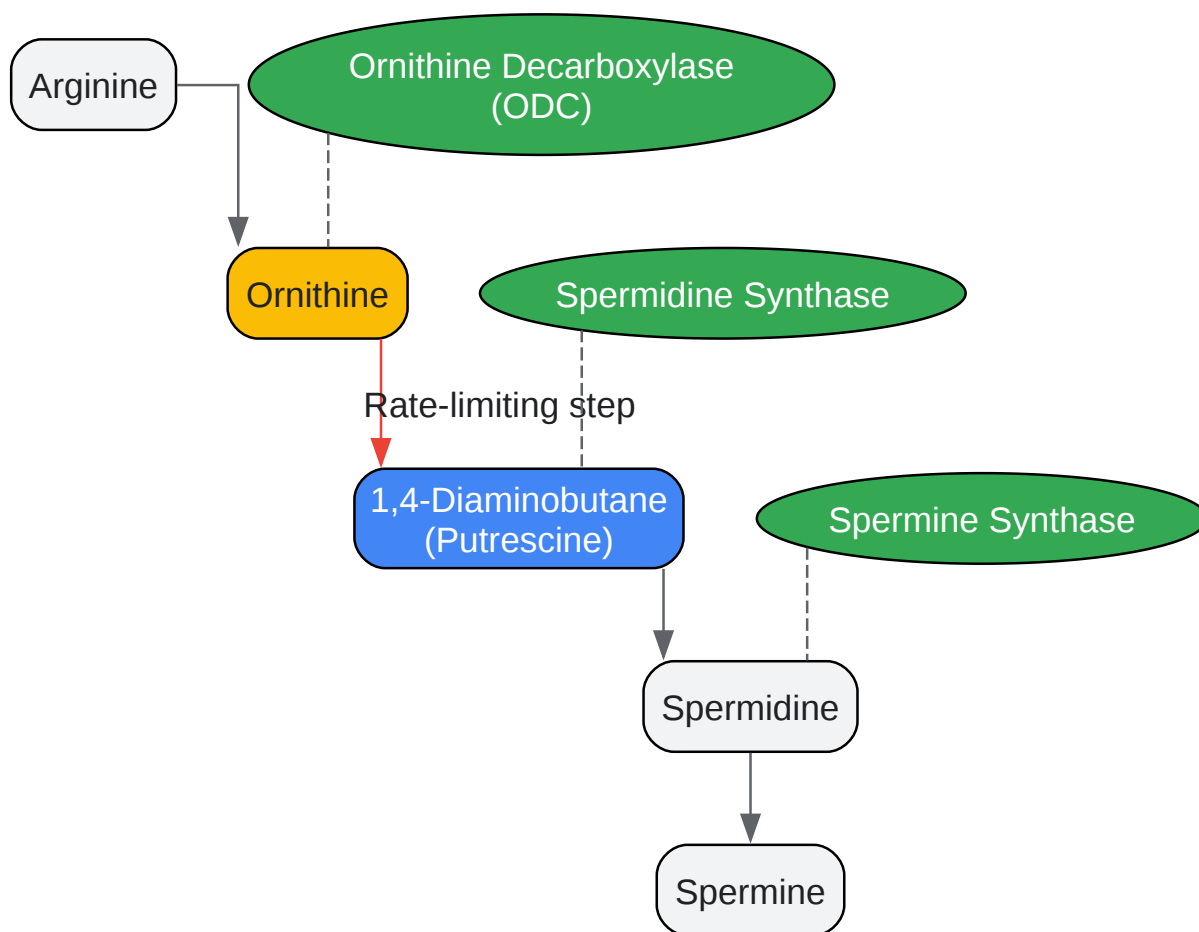 Arginine
Ornithine Decarboxylase
(ODC)
Ornithine
Spermidine Synthase
Rate-limiting step
1,4-Diaminobutane
(Putrescine)
Spermine Synthase
Spermidine
Spermine